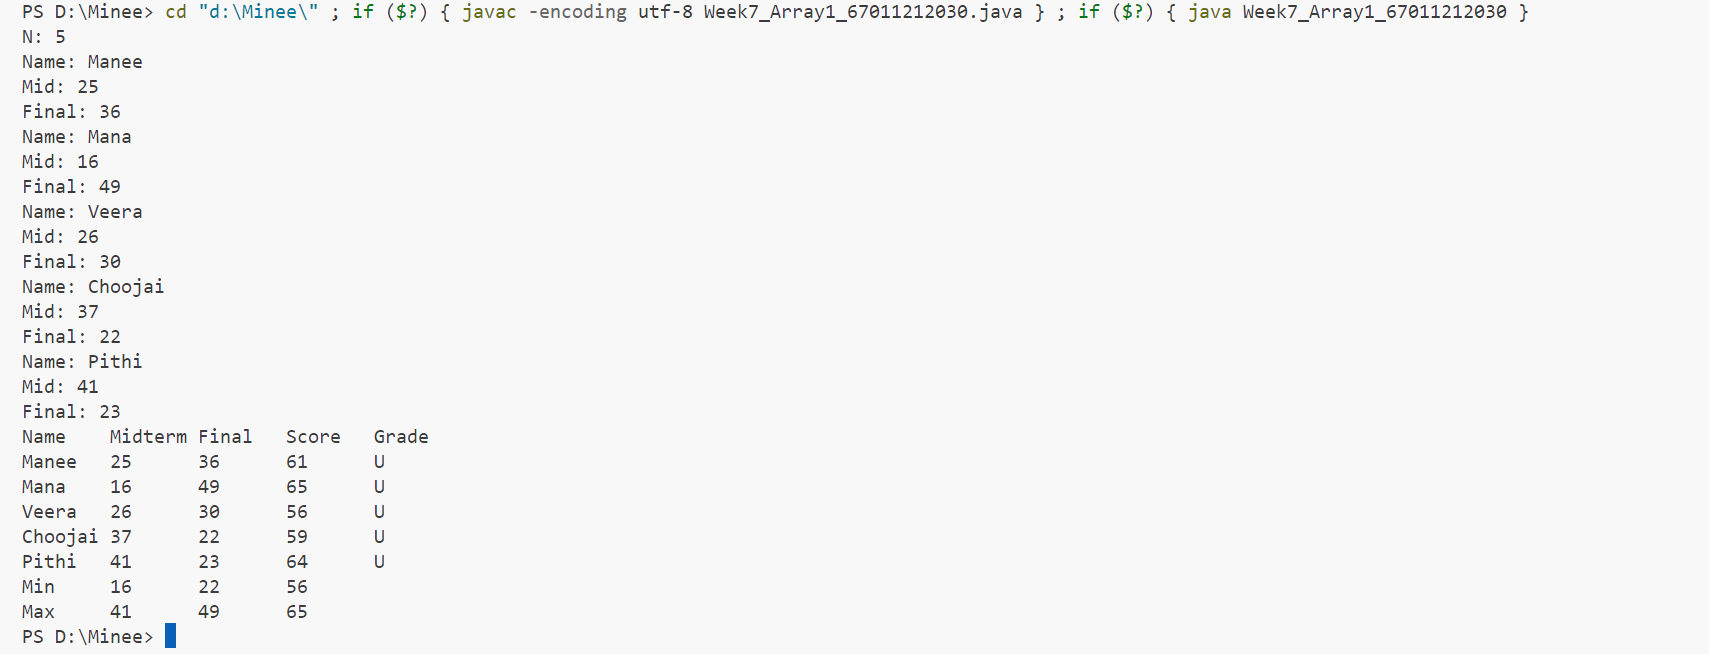 PS D:\Minee> cd "d:\Minee\" ; if ($?) { javac -encoding utf-8 Week7_Array1_67011212030.java } ; if ($?) { java Week7_Array1_67011212030 }
N: 5
Name: Manee
Mid: 25
Final: 36
Name: Mana
Mid: 16
Final: 49
Name: Veera
Mid: 26
Final: 30
Name: Choojai
Mid: 37
Final: 22
Name: Pithi
Mid: 41
Final: 23
Name    Midterm Final   Score   Grade
Manee   25      36      61      U
Mana    16      49      65      U
Veera   26      30      56      U
Choojai 37      22      59      U
Pithi   41      23      64      U
Min     16      22      56
Max     41      49      65
PS D:\Minee>